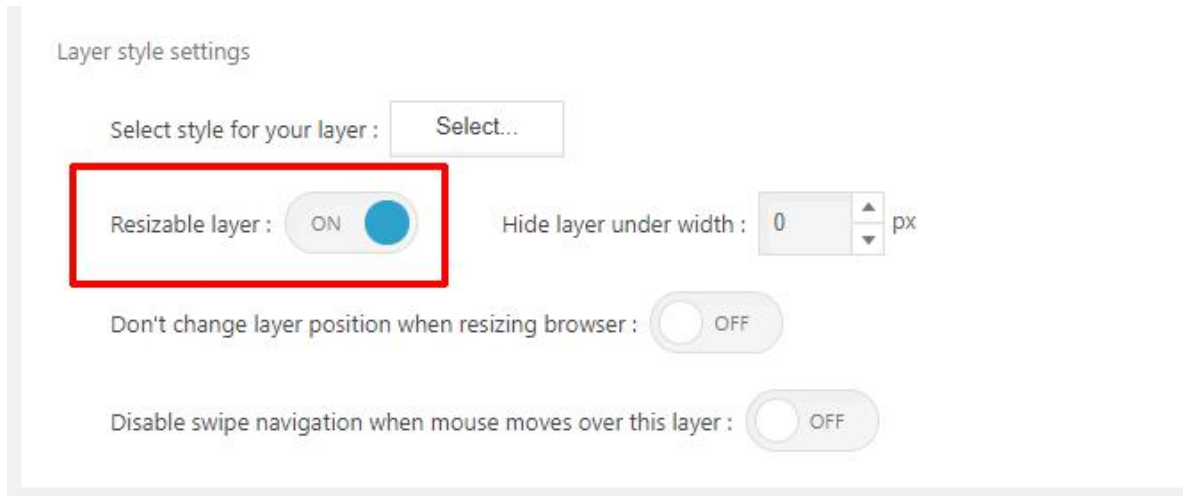 Layer style settings
Select style for your layer : Select...
Resizable layer : ON Hide layer under width : 0 px
Don't change layer position when resizing browser : OFF
Disable swipe navigation when mouse moves over this layer : OFF